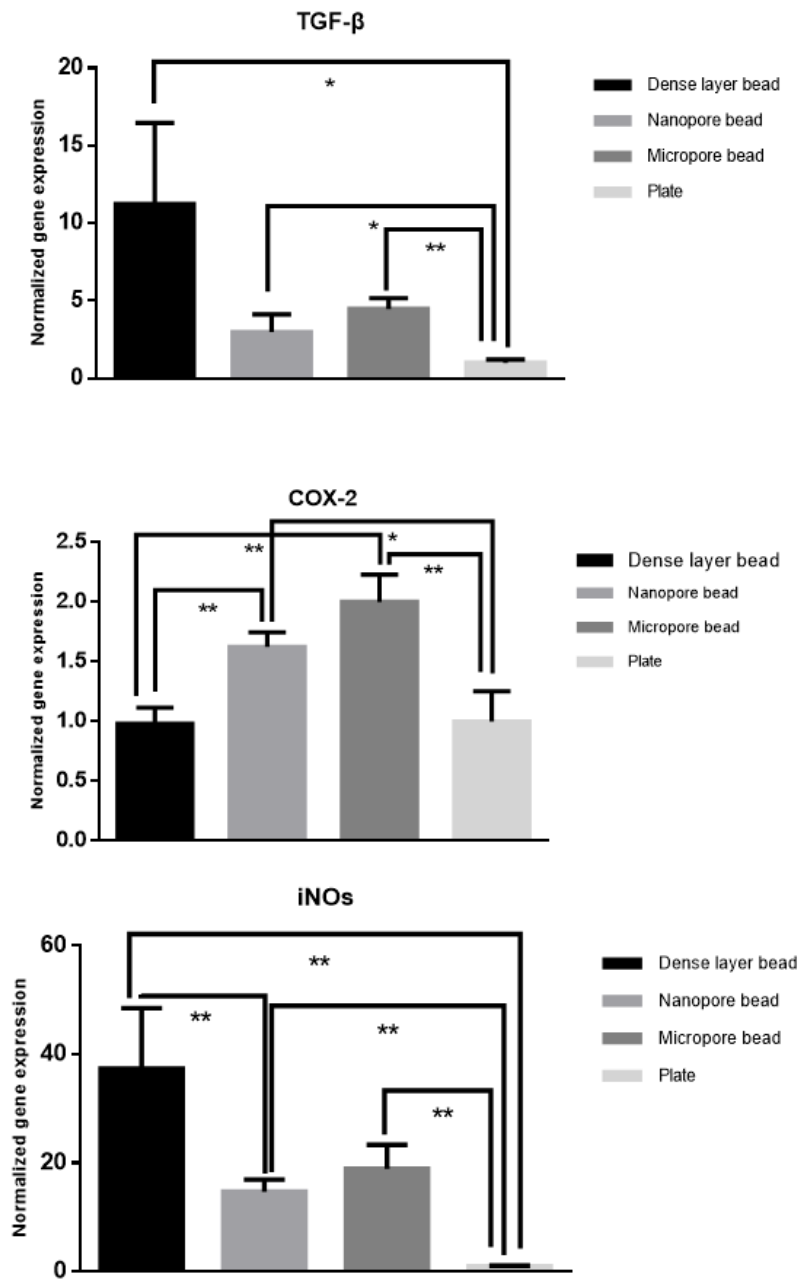 TGF-β
Normalized gene expression
20
15
10
5
0
*
*
**
Dense layer bead
Nanopore bead
Micropore bead
Plate
COX-2
Normalized gene expression
2.5
2.0
1.5
1.0
0.5
0.0
**
*
**
**
Dense layer bead
Nanopore bead
Micropore bead
Plate
iNOs
Normalized gene expression
60
40
20
0
**
**
**
**
Dense layer bead
Nanopore bead
Micropore bead
Plate